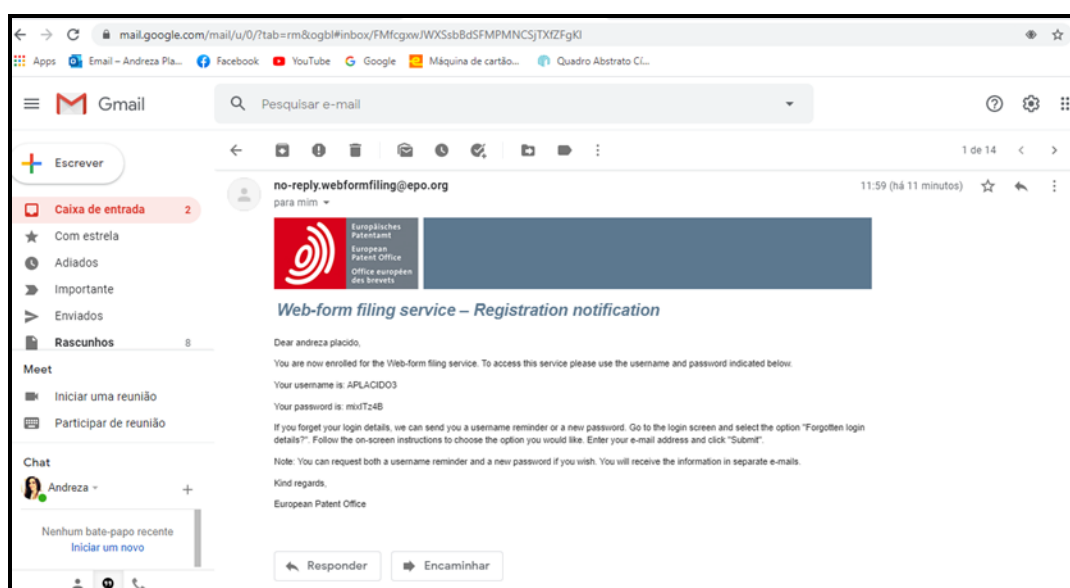 mail.google.com/mail/u/0/?tab=rm&ogbl#inbox/FMfcgxwJWXSsbBdSFMPMNCSjTXfZFgKl
Apps Email – Andreza Pla... Facebook YouTube Google Máquina de cartão... Quadro Abstrato Cí...
Gmail
Pesquisar e-mail
Escrever
1 de 14
Caixa de entrada 2
Com estrela
Adiados
Importante
Enviados
Rascunhos 8
Meet
Iniciar uma reunião
Participar de reunião
Chat
Andreza
Nenhum bate-papo recente
Iniciar um novo
no-reply.webformfiling@epo.org
11:59 (há 11 minutos)
para mim
Europäisches
Patentamt
European
Patent Office
Office européen
des brevets
Web-form filing service – Registration notification
Dear andreza placido,
You are now enrolled for the Web-form filing service. To access this service please use the username and password indicated below.
Your username is: APLACIDO3
Your password is: mixITz4B
If you forget your login details, we can send you a username reminder or a new password. Go to the login screen and select the option "Forgotten login
details?". Follow the on-screen instructions to choose the option you would like. Enter your e-mail address and click "Submit".
Note: You can request both a username reminder and a new password if you wish. You will receive the information in separate e-mails.
Kind regards,
European Patent Office
Responder
Encaminhar